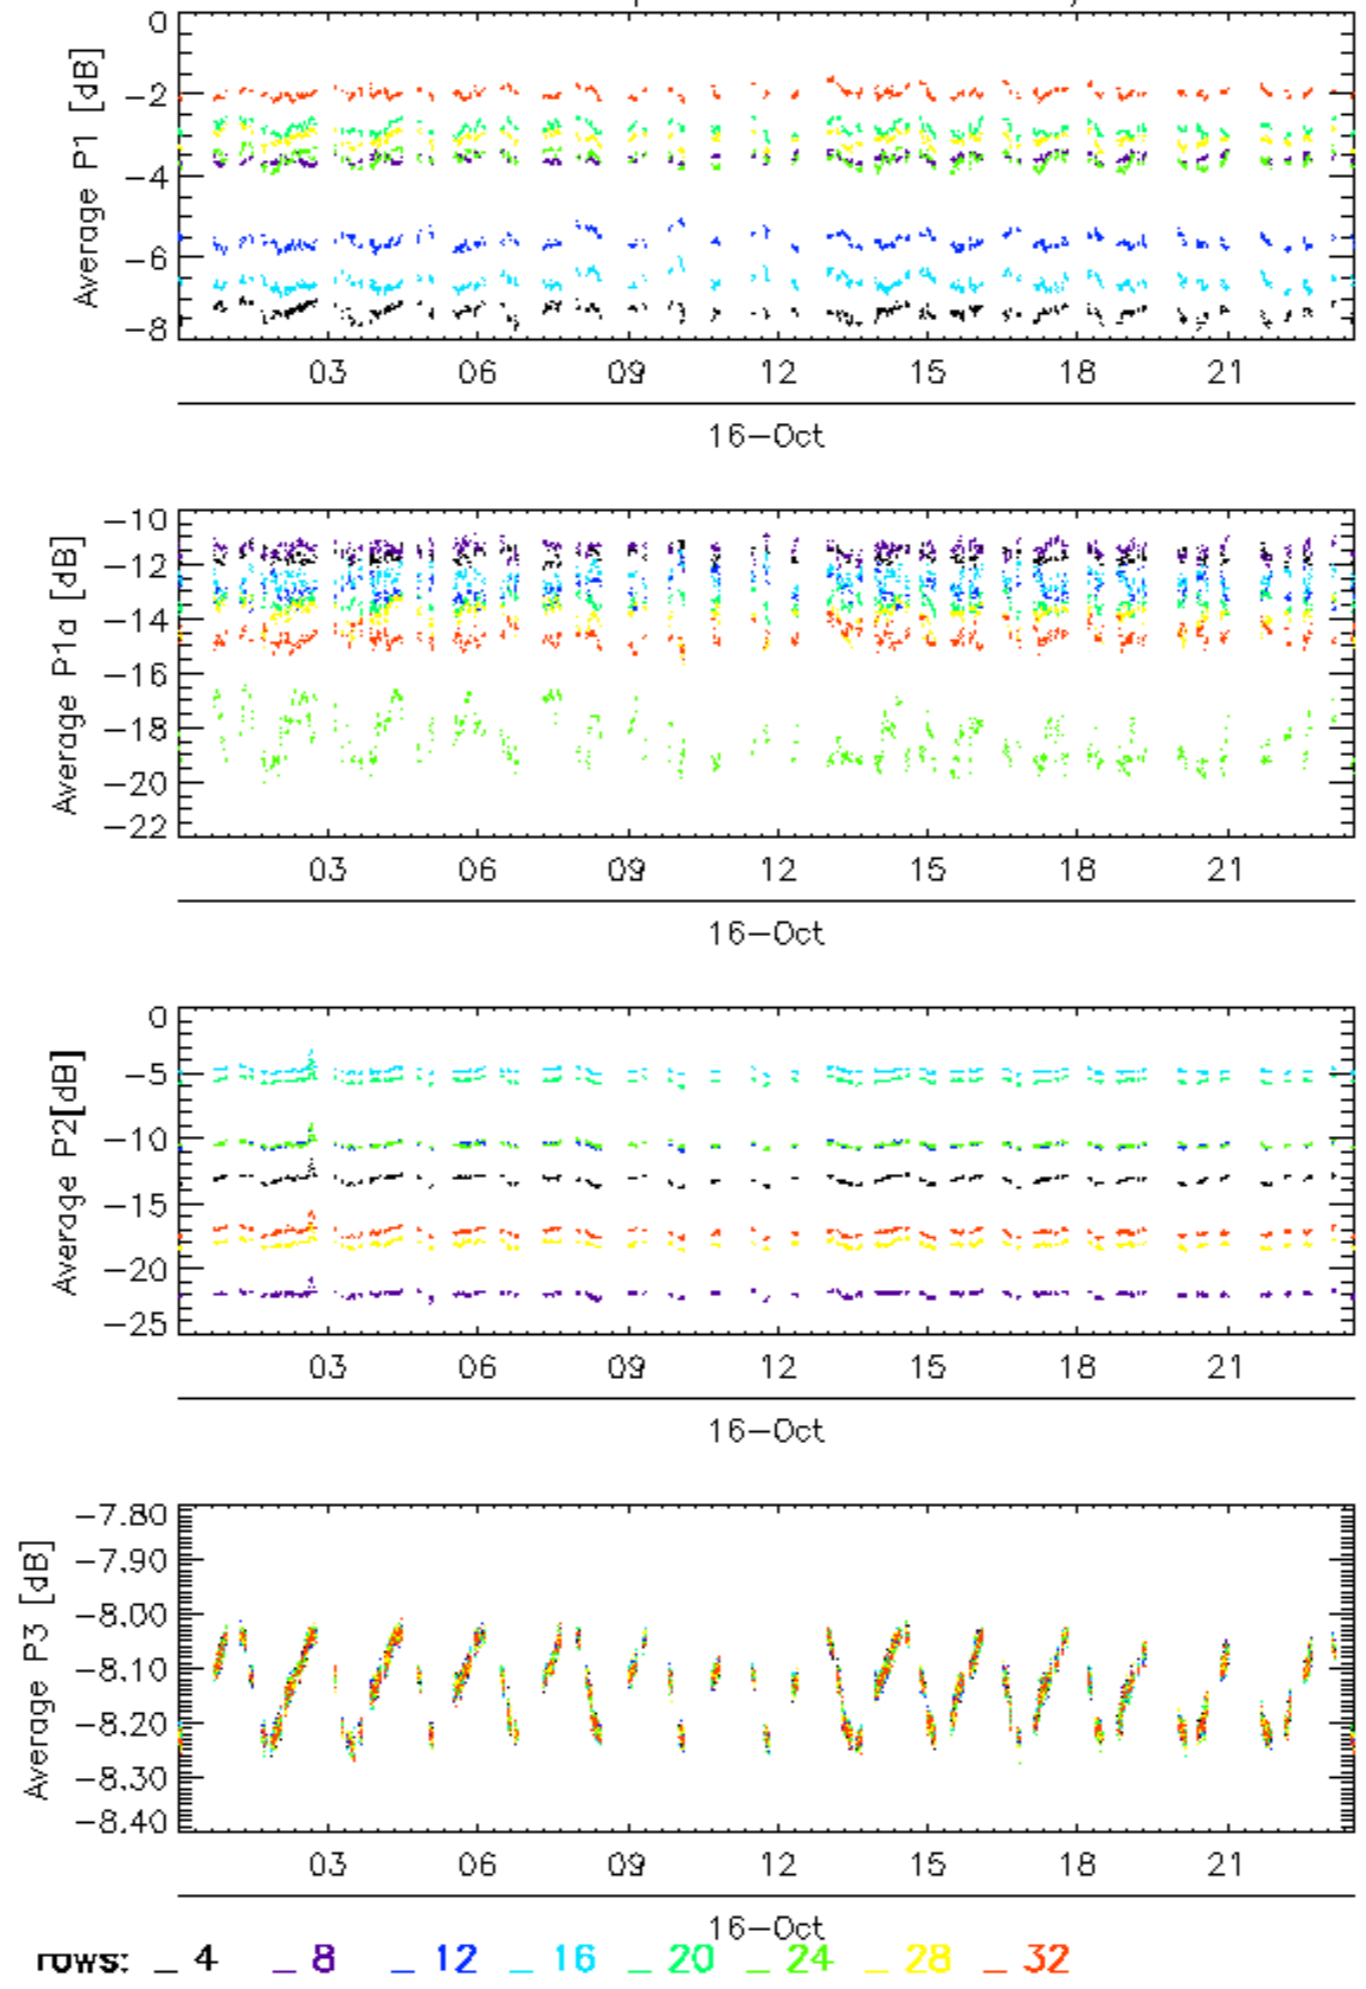 0
-2
-4
-6
-8
Average P1 [dB]
03 06 09 12 15 18 21
16-Oct
-10
-12
-14
-16
-18
-20
-22
Average P1a [dB]
03 06 09 12 15 18 21
16-Oct
0
-5
-10
-15
-20
-25
Average P2[dB]
03 06 09 12 15 18 21
16-Oct
-7.80
-7.90
-8.00
-8.10
-8.20
-8.30
-8.40
Average P3 [dB]
03 06 09 12 15 18 21
16-Oct
rows: _ 4 _ 8 _ 12 _ 16 _ 20 _ 24 _ 28 _ 32